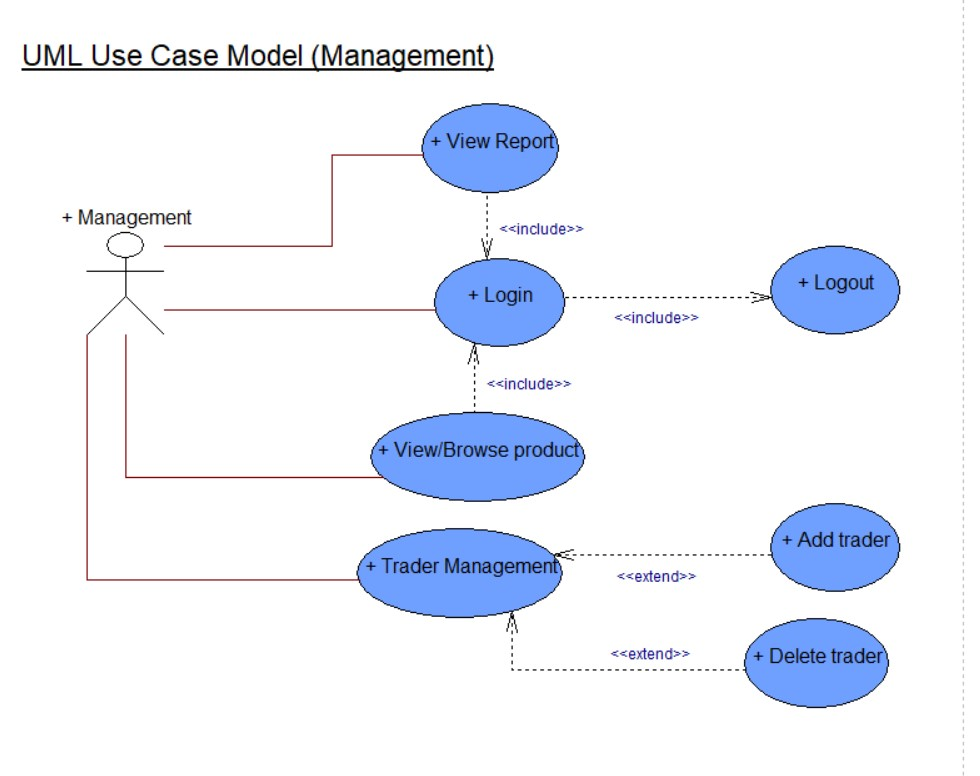 UML Use Case Model (Management)
+ View Report
+ Management
<<include>>
+ Login
+ Logout
<<include>>
<<include>>
+ View/Browse product
+ Add trader
+ Trader Management
<<extend>>
<<extend>>
+ Delete trader